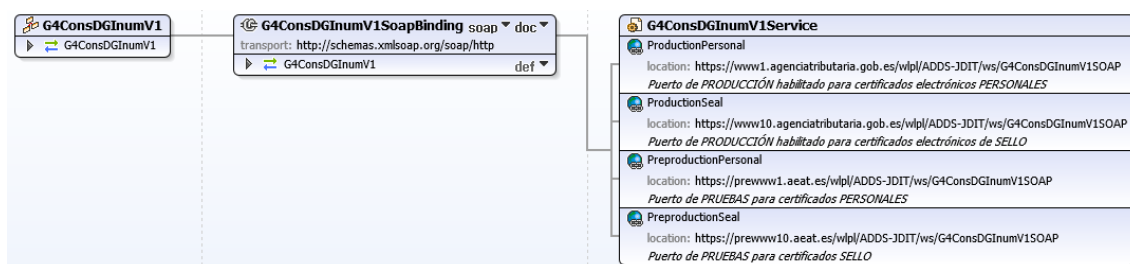 G4ConsDGInumV1
G4ConsDGInumV1
G4ConsDGInumV1SoapBinding soap doc
transport: http://schemas.xmlsoap.org/soap/http
G4ConsDGInumV1 def
G4ConsDGInumV1Service
ProductionPersonal
location: https://www1.agenciatributaria.gob.es/wlpl/ADDS-JDIT/ws/G4ConsDGInumV1SOAP
Puerto de PRODUCCIÓN habilitado para certificados electrónicos PERSONALES
ProductionSeal
location: https://www10.agenciatributaria.gob.es/wlpl/ADDS-JDIT/ws/G4ConsDGInumV1SOAP
Puerto de PRODUCCIÓN habilitado para certificados electrónicos de SELLO
PreproductionPersonal
location: https://prewww1.aeat.es/wlpl/ADDS-JDIT/ws/G4ConsDGInumV1SOAP
Puerto de PRUEBAS para certificados PERSONALES
PreproductionSeal
location: https://prewww10.aeat.es/wlpl/ADDS-JDIT/ws/G4ConsDGInumV1SOAP
Puerto de PRUEBAS para certificados SELLO